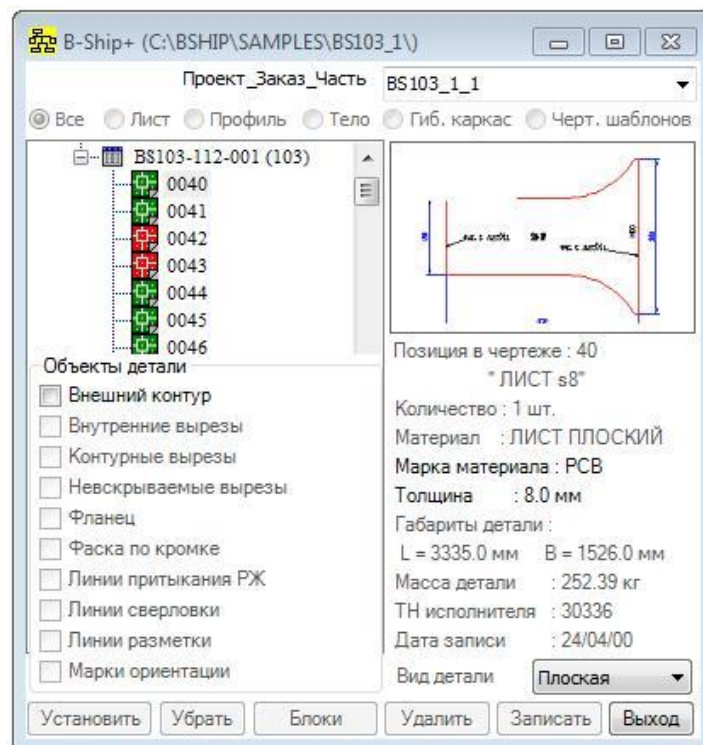 B-Ship+ (C:\BSHIP\SAMPLES\BS103_1\)
Проект_Заказ_Часть BS103_1_1
Все Лист Профиль Тело Гиб. каркас Черт. шаблонов
BS103-112-001 (103)
0040
0041
0042
0043
0044
0045
0046
Объекты детали
Внешний контур
Внутренние вырезы
Контурные вырезы
Невскрываемые вырезы
Фланец
Фаска по кромке
Линии притыкания РЖ
Линии сверловки
Линии разметки
Марки ориентации
Позиция в чертеже : 40
" ЛИСТ s8"
Количество : 1 шт.
Материал : ЛИСТ ПЛОСКИЙ
Марка материала : РСВ
Толщина : 8.0 мм
Габариты детали :
L = 3335.0 мм B = 1526.0 мм
Масса детали : 252.39 кг
ТН исполнителя : 30336
Дата записи : 24/04/00
Вид детали Плоская
Установить Убрать Блоки Удалить Записать Выход